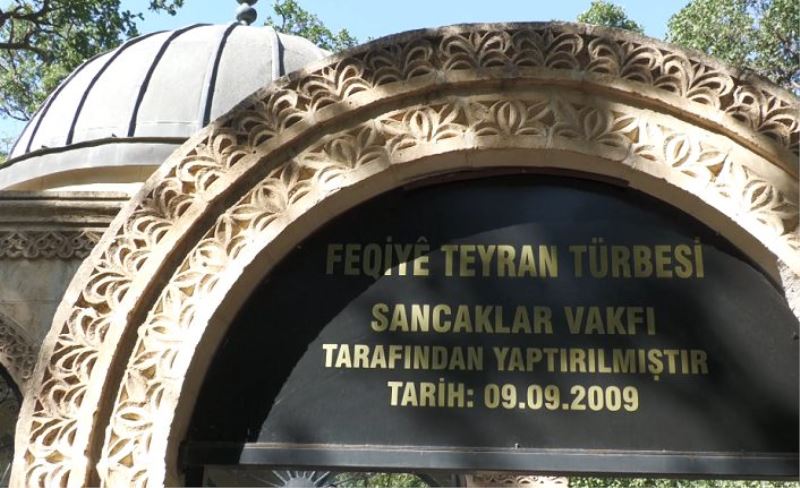 FEQİYÊ TEYRAN TÜRBESİ
SANCAKLAR VAKFI
TARAFINDAN YAPTIRILMIŞTIR
TARİH: 09.09.2009